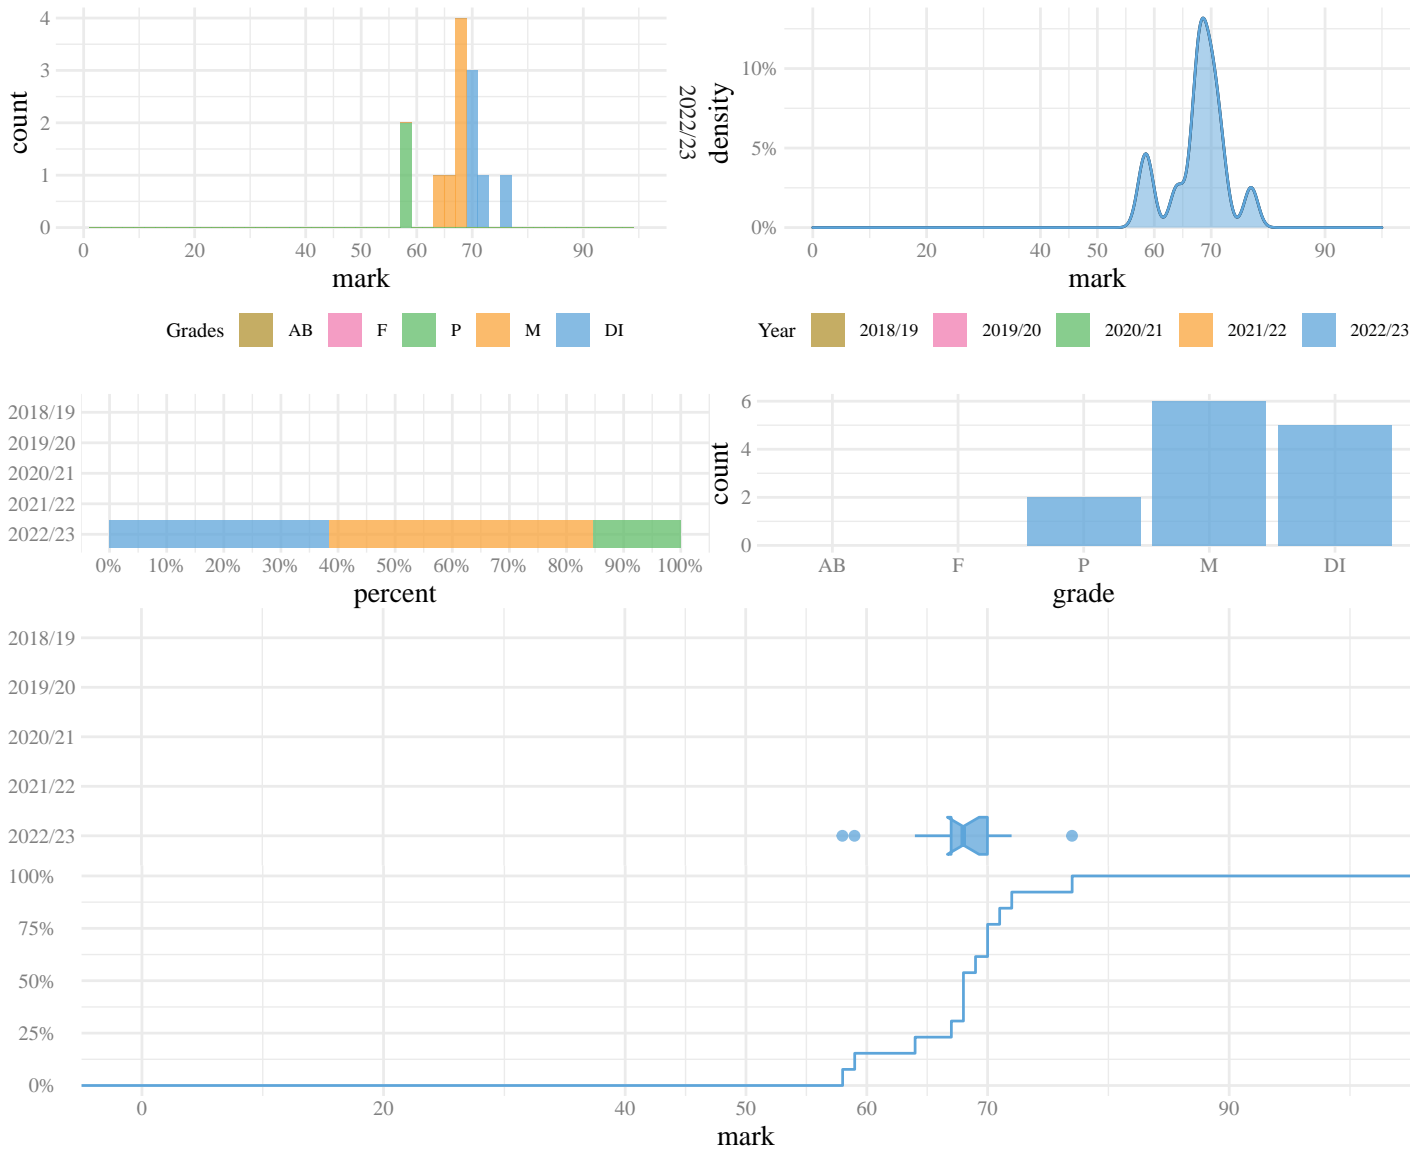 4
3
2
1
0
count
0 20 40 50 60 70 90
mark
2022/23
10%
5%
0%
density
0 20 40 50 60 70 90
mark
Grades AB F P M DI
Year 2018/19 2019/20 2020/21 2021/22 2022/23
2018/19
2019/20
2020/21
2021/22
2022/23
0% 10% 20% 30% 40% 50% 60% 70% 80% 90% 100%
percent
6
4
2
0
count
AB F P M DI
grade
2018/19
2019/20
2020/21
2021/22
2022/23
100%
75%
50%
25%
0%
0 20 40 50 60 70 90
mark